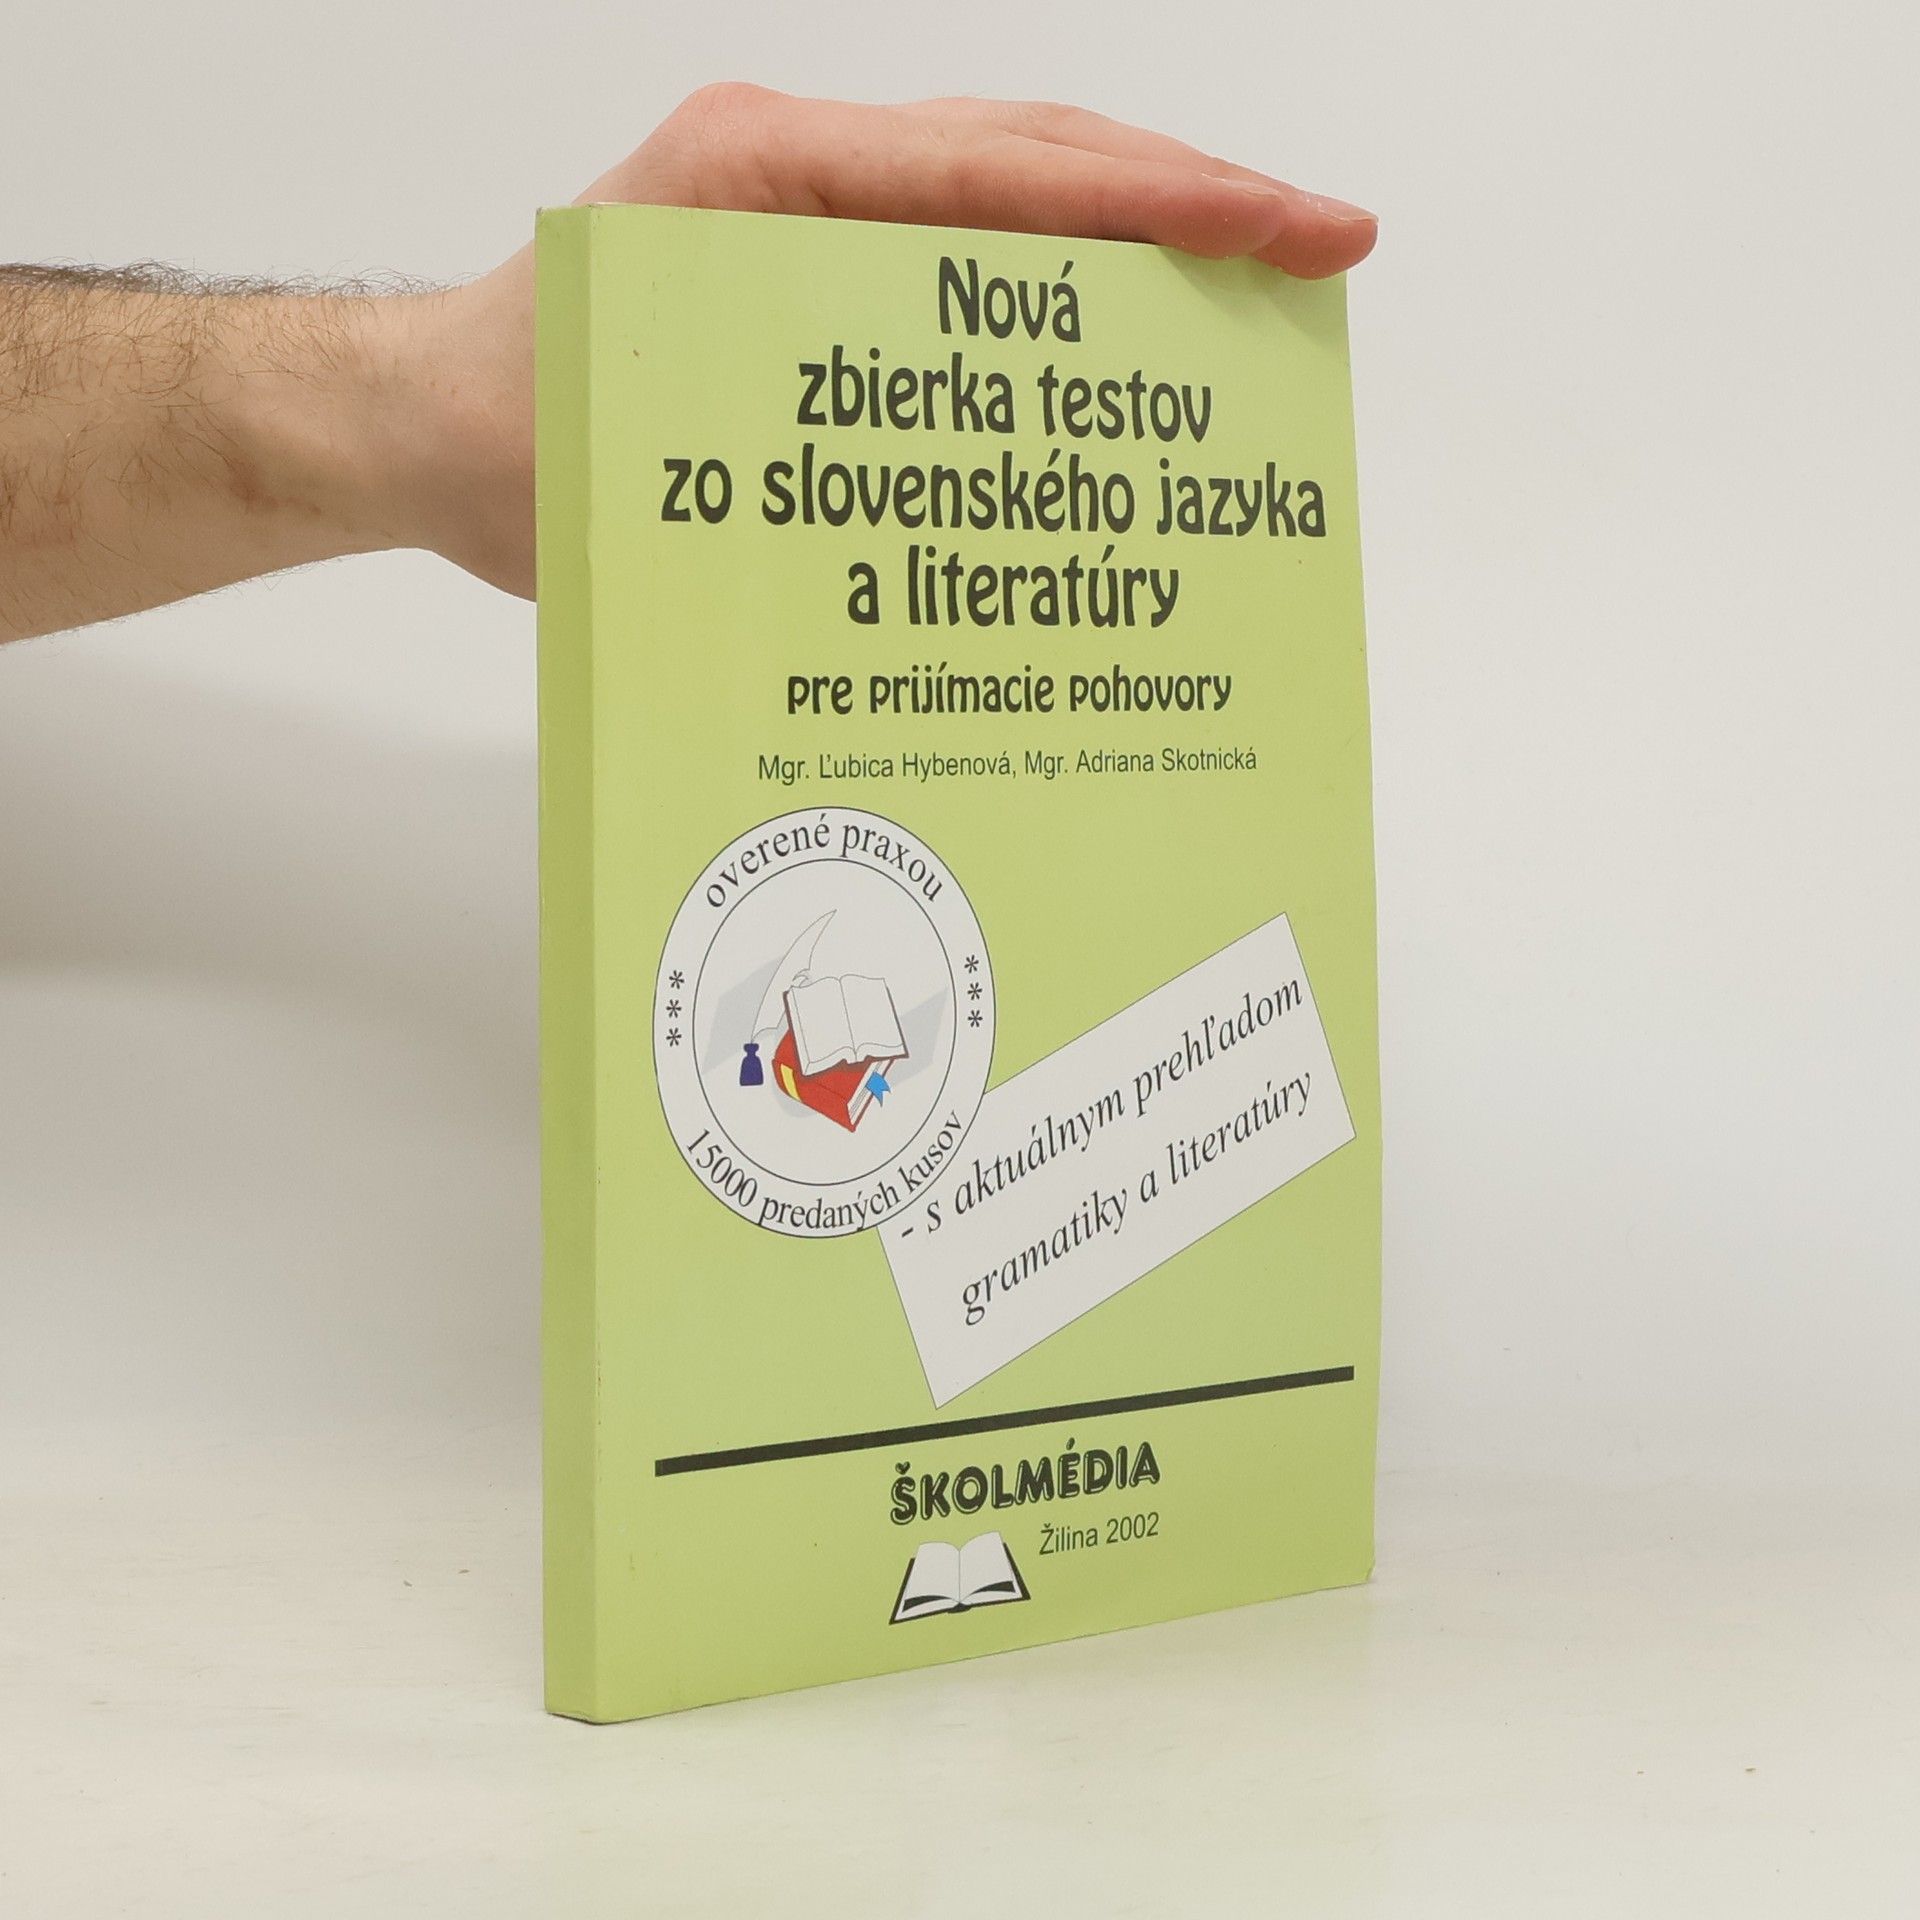 Nová
zbierka testov
zo slovenského jazyka
a literatúry
pre prijímacie pohovory
Mgr. Ľubica Hybenová, Mgr. Adriana Skotnická
overené praxou
***
***
15000 predaných kusov
- s aktuálnym prehľadom
gramatiky a literatúry
ŠKOLMÉDIA
Žilina 2002